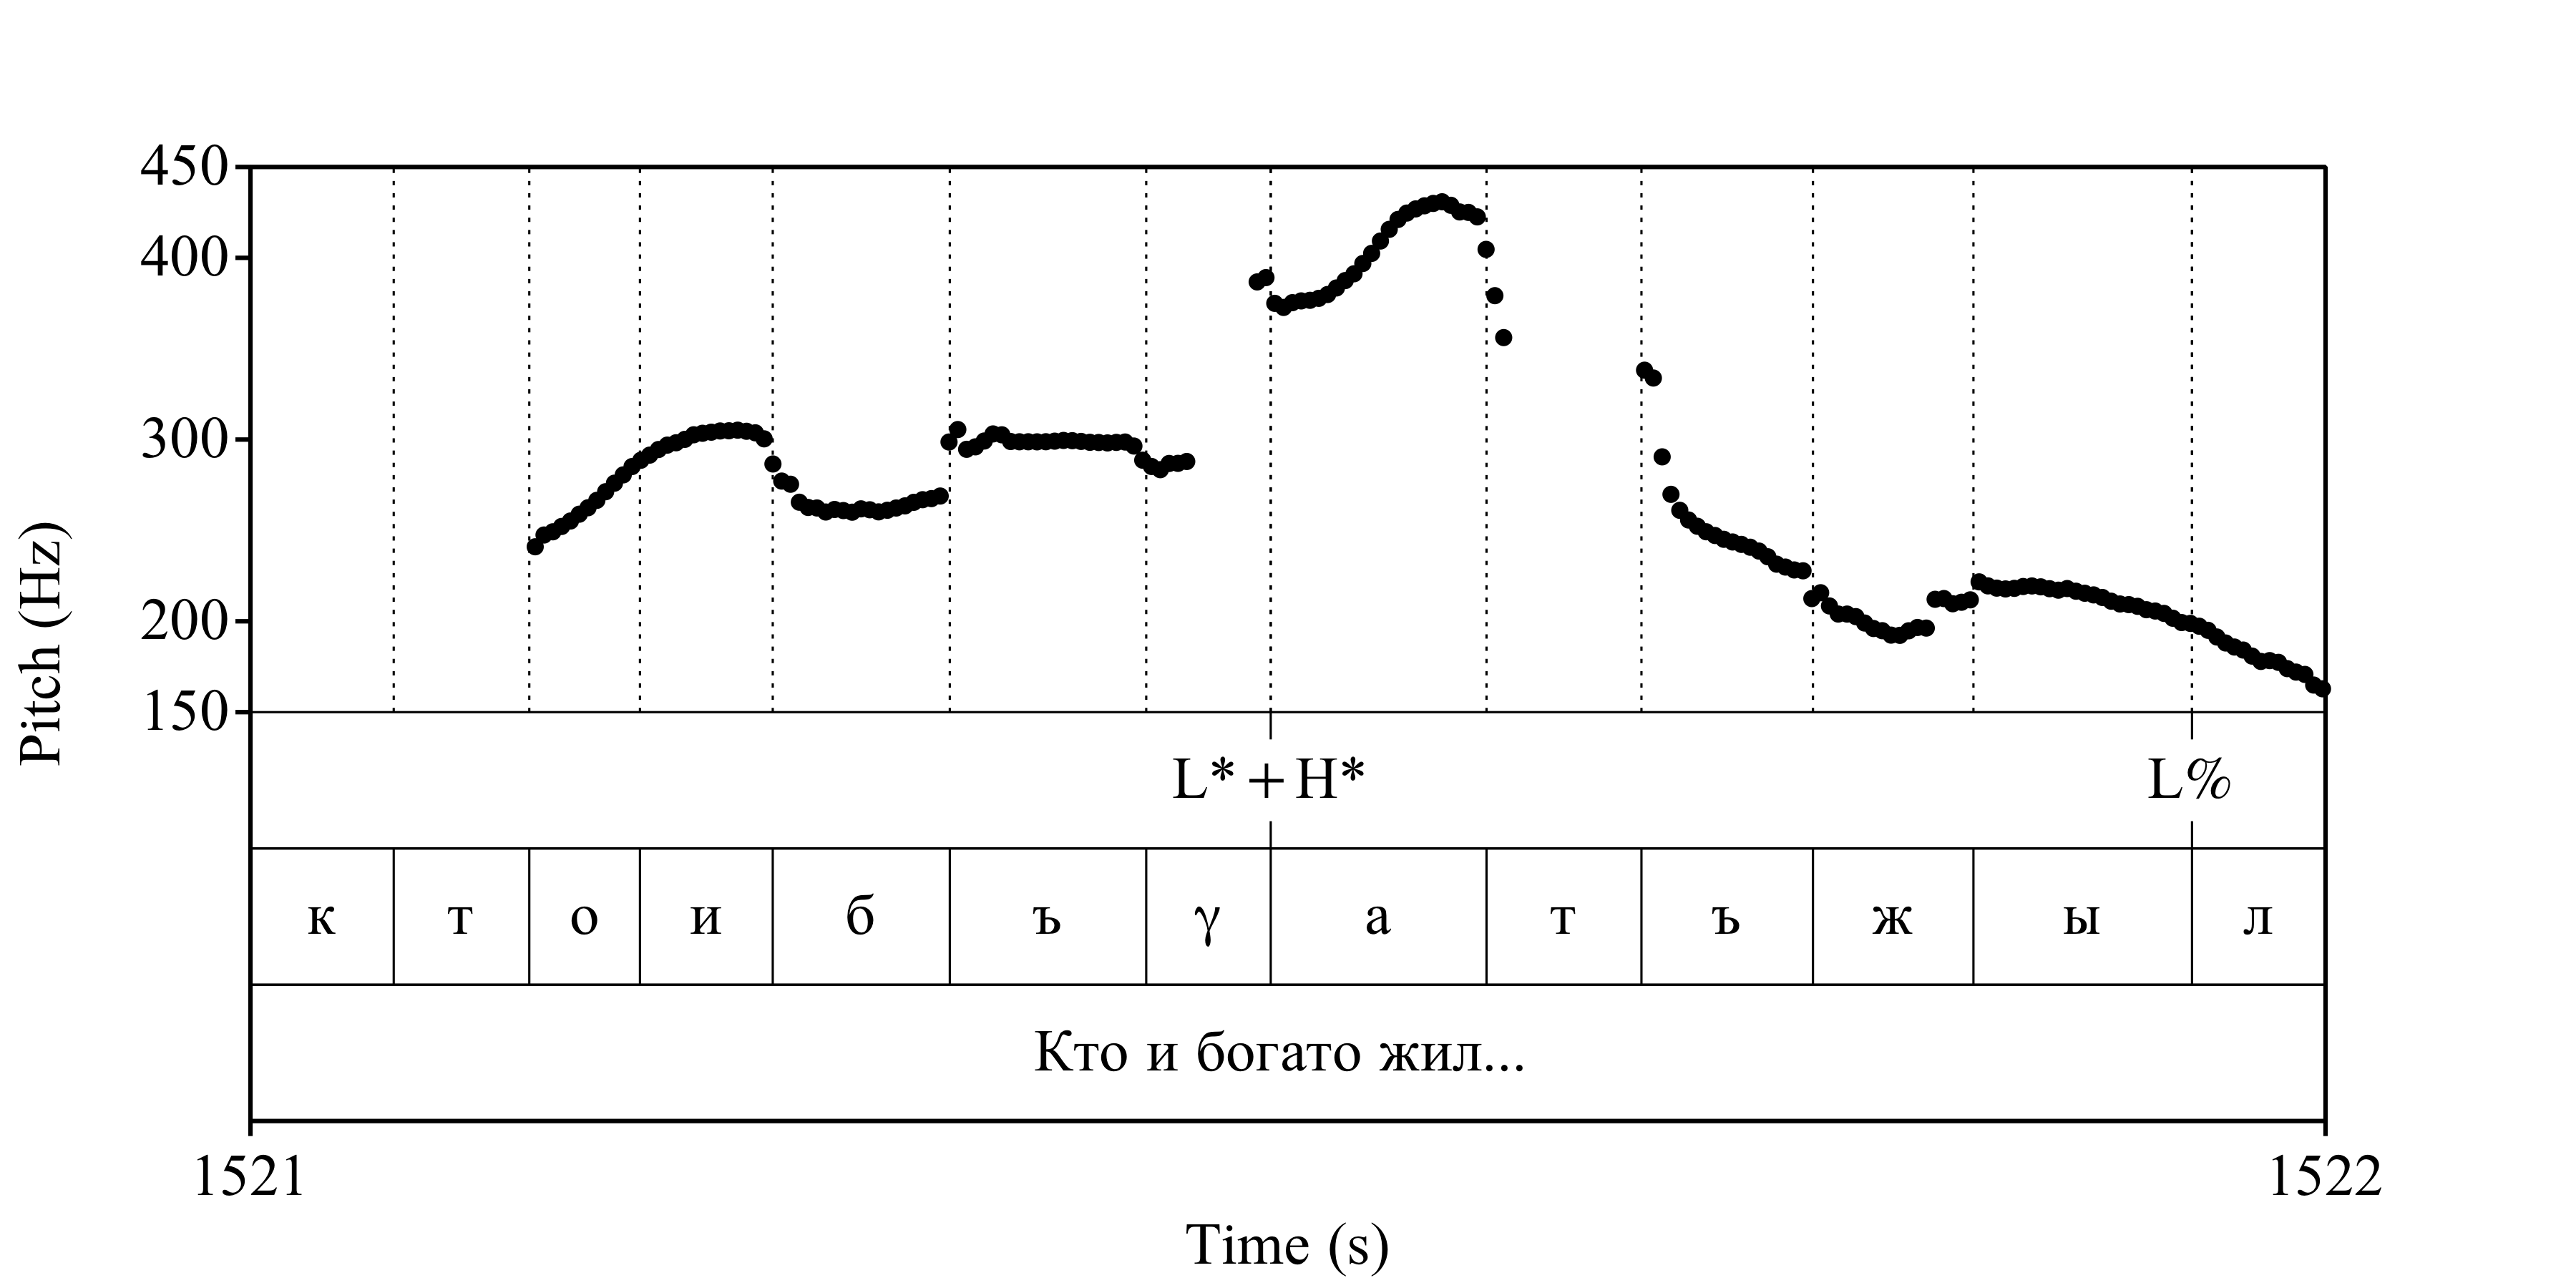 450
400
300
200
150
Pitch (Hz)
L* + H* L%
к т о и б ъ γ а т ъ ж ы л
Кто и богато жил...
1521 1522
Time (s)